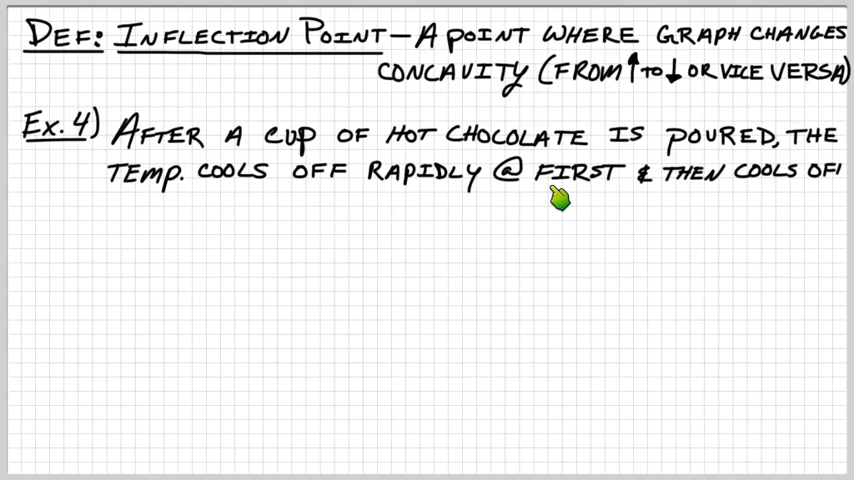 DEF: INFLECTION POINT - A POINT WHERE GRAPH CHANGES
CONCAVITY (FROM ↑ TO ↓ OR VICE VERSA)
EX. 4) AFTER A CUP OF HOT CHOCOLATE IS POURED, THE
TEMP. COOLS OFF RAPIDLY @ FIRST & THEN COOLS OF